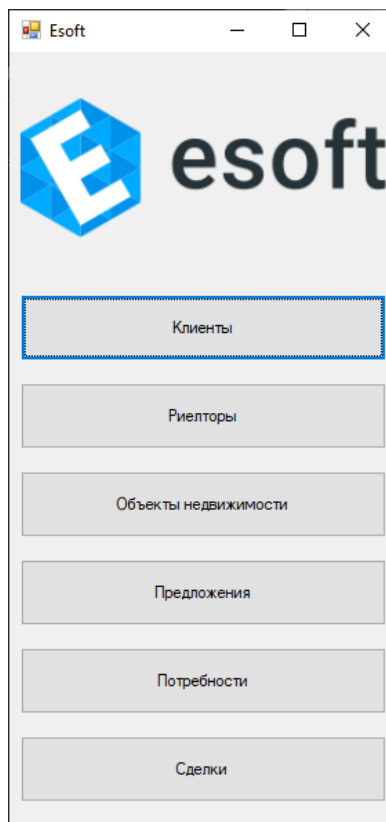 Esoft
esoft
Клиенты
Риелторы
Объекты недвижимости
Предложения
Потребности
Сделки